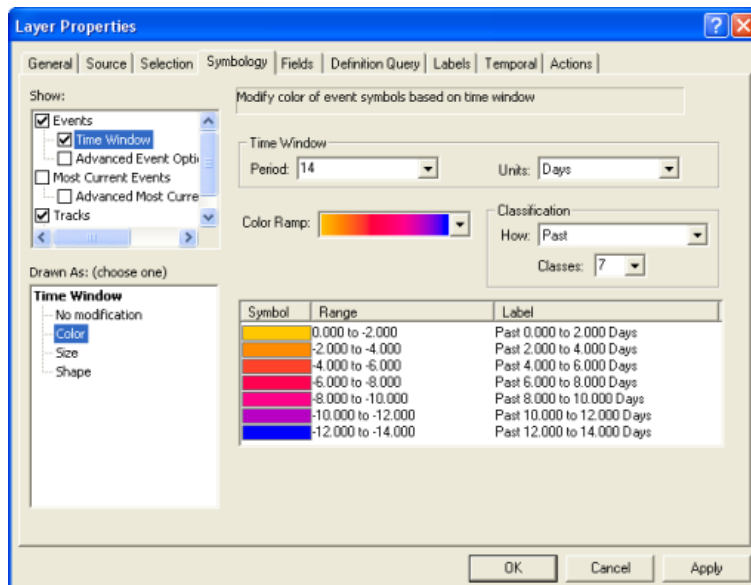 Layer Properties
General Source Selection Symbology Fields Definition Query Labels Temporal Actions
Show:
Events
Time Window
Advanced Event Opti
Most Current Events
Advanced Most Curre
Tracks
Drawn As: (choose one)
Time Window
No modification
Color
Size
Shape
Modify color of event symbols based on time window
Time Window
Period: 14 Units: Days
Color Ramp:
Classification
How: Past
Classes: 7
Symbol Range Label
0.000 to -2.000 Past 0.000 to 2.000 Days
-2.000 to -4.000 Past 2.000 to 4.000 Days
-4.000 to -6.000 Past 4.000 to 6.000 Days
-6.000 to -8.000 Past 6.000 to 8.000 Days
-8.000 to -10.000 Past 8.000 to 10.000 Days
-10.000 to -12.000 Past 10.000 to 12.000 Days
-12.000 to -14.000 Past 12.000 to 14.000 Days
OK Cancel Apply